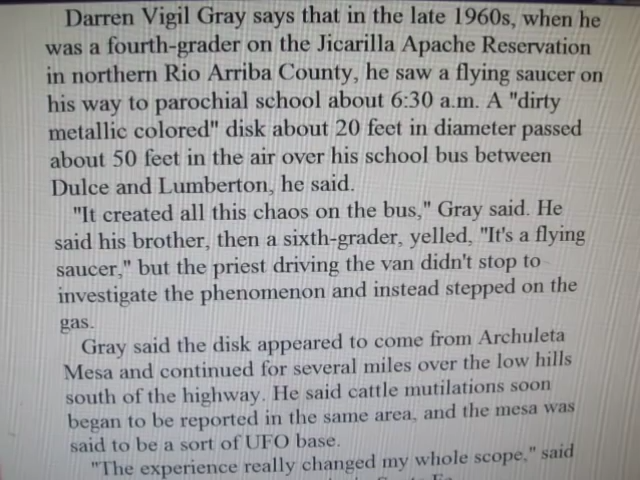 Darren Vigil Gray says that in the late 1960s, when he
was a fourth-grader on the Jicarilla Apache Reservation
in northern Rio Arriba County, he saw a flying saucer on
his way to parochial school about 6:30 a.m. A "dirty
metallic colored" disk about 20 feet in diameter passed
about 50 feet in the air over his school bus between
Dulce and Lumberton, he said.
"It created all this chaos on the bus," Gray said. He
said his brother, then a sixth-grader, yelled, "It's a flying
saucer," but the priest driving the van didn't stop to
investigate the phenomenon and instead stepped on the
gas.
Gray said the disk appeared to come from Archuleta
Mesa and continued for several miles over the low hills
south of the highway. He said cattle mutilations soon
began to be reported in the same area, and the mesa was
said to be a sort of UFO base.
"The experience really changed my whole scope," said